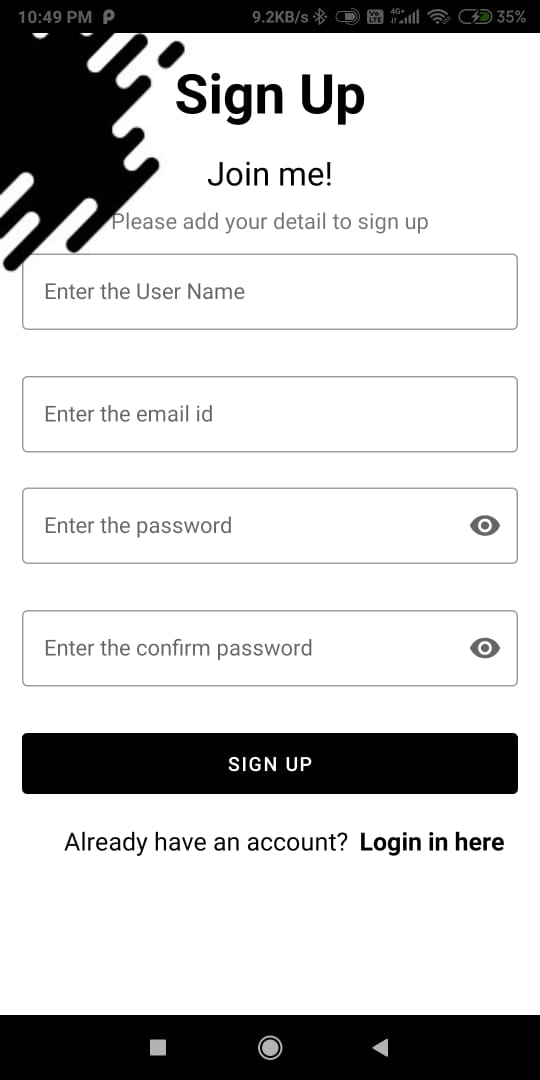 10:49 PM 9.2KB/s 4G+ 35%
Sign Up
Join me!
Please add your detail to sign up
Enter the User Name
Enter the email id
Enter the password
Enter the confirm password
SIGN UP
Already have an account? Login in here